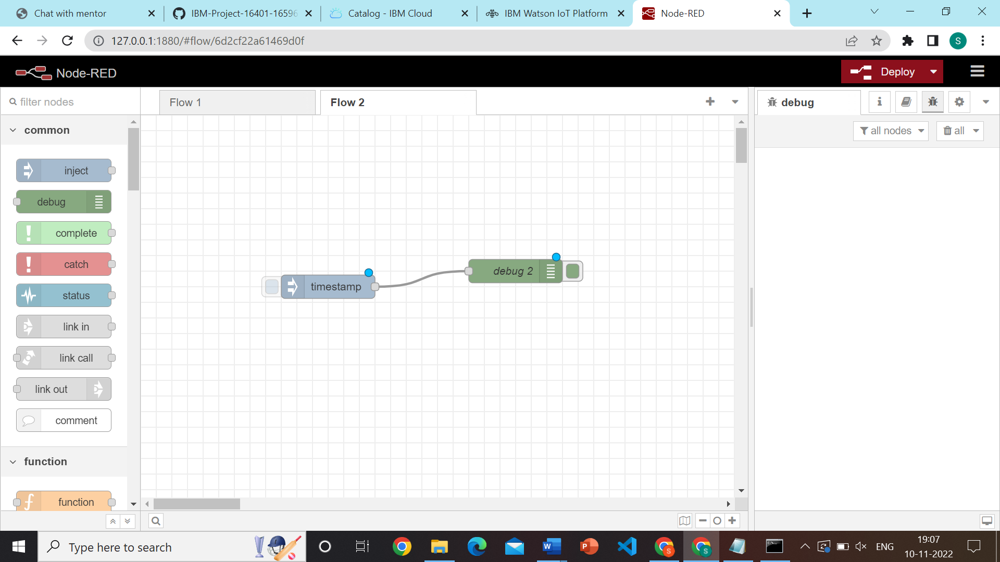 Chat with mentor
IBM-Project-16401-16596
Catalog - IBM Cloud
IBM Watson IoT Platform
Node-RED
127.0.0.1:1880/#flow/6d2cf22a61469d0f
S
Node-RED
Deploy
filter nodes
Flow 1
Flow 2
debug
all nodes
all
common
inject
debug
complete
catch
status
link in
link call
link out
comment
function
function
timestamp
debug 2
Type here to search
ENG
19:07
10-11-2022